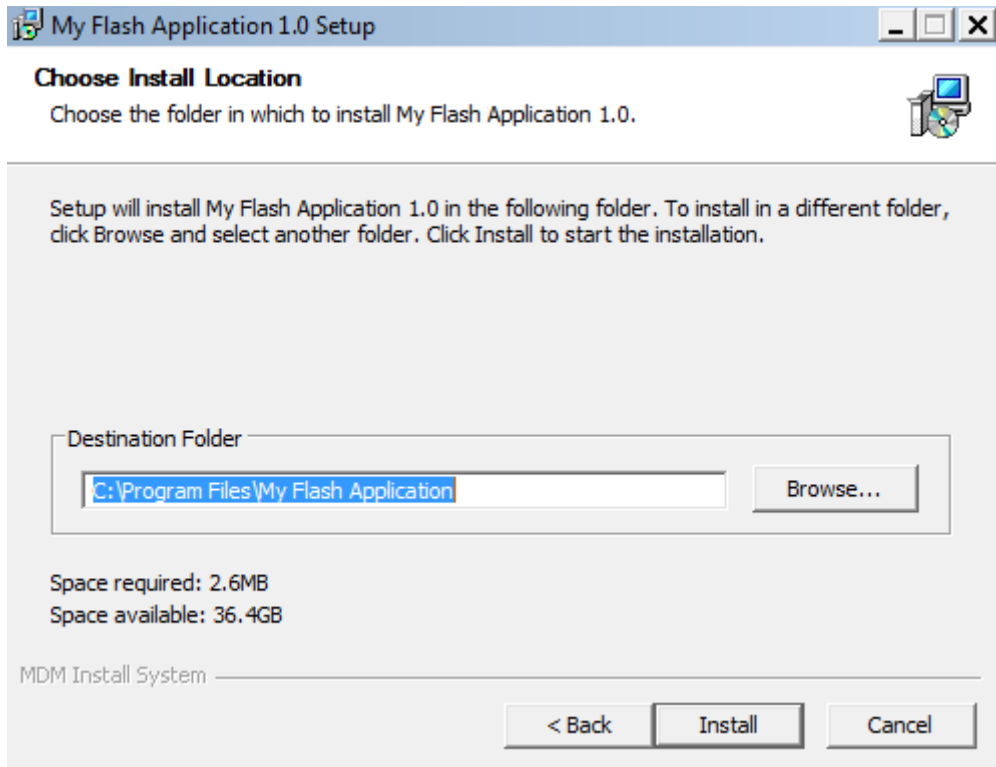 My Flash Application 1.0 Setup
Choose Install Location
Choose the folder in which to install My Flash Application 1.0.
Setup will install My Flash Application 1.0 in the following folder. To install in a different folder,
click Browse and select another folder. Click Install to start the installation.
Destination Folder
C:\Program Files\My Flash Application
Browse...
Space required: 2.6MB
Space available: 36.4GB
MDM Install System
< Back
Install
Cancel